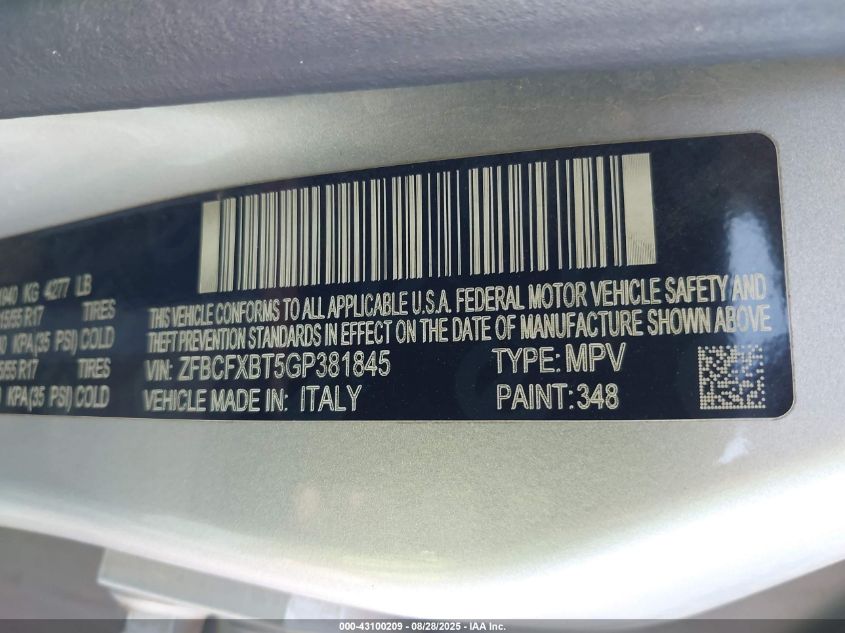 KG 4277 LB
R17 TIRES
KPA(35 PSI) COLD
R17 TIRES
KPA(35 PSI) COLD
THIS VEHICLE CONFORMS TO ALL APPLICABLE U.S.A. FEDERAL MOTOR VEHICLE SAFETY AND
THEFT PREVENTION STANDARDS IN EFFECT ON THE DATE OF MANUFACTURE SHOWN ABOVE
VIN: ZFBCFXBT5GP381845 TYPE: MPV
VEHICLE MADE IN: ITALY PAINT: 348
000-43100209 - 08/28/2025 - IAA Inc.